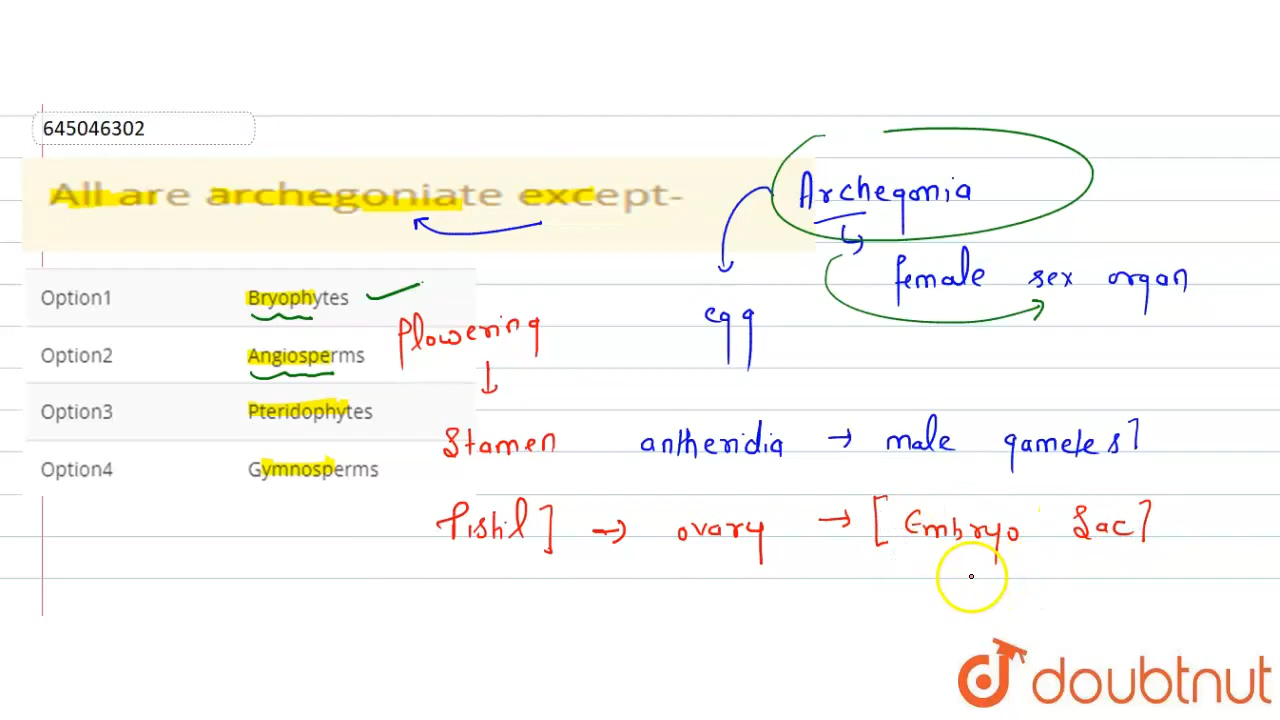 645046302
All are archegoniate except-
Archegonia
female sex organ
egg
Option1 Bryophytes
Option2 Angiosperms
Option3 Pteridophytes
Option4 Gymnosperms
Flowering
Stamen
antheridia → male gametes]
Pistil] → ovary → [Embryo Sac]
doubtnut